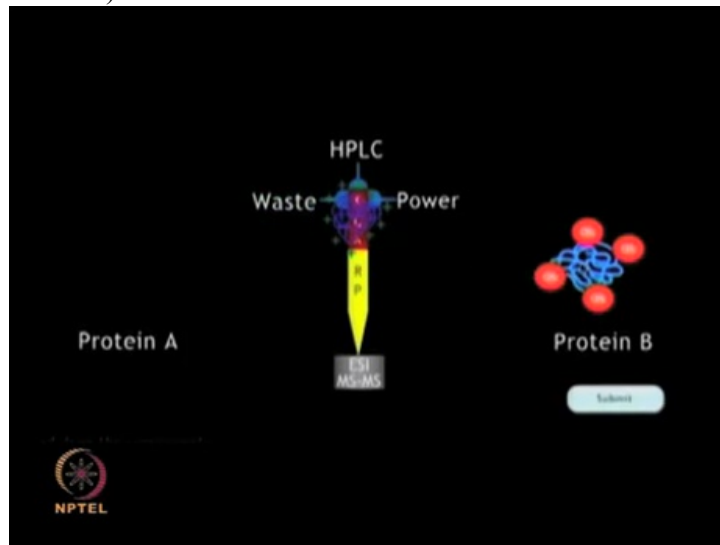 HPLC
Waste
Power
R
P
Protein A
Protein B
ESI
MS-MS
Submit
NPTEL